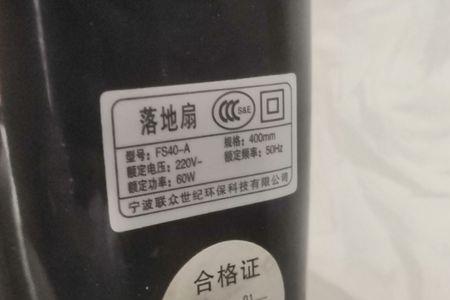 落地扇
CCC S&E
型号：FS40-A
规格：400mm
额定电压：220V~
额定频率：50Hz
额定功率：60W
宁波联众世纪环保科技有限公司
合格证